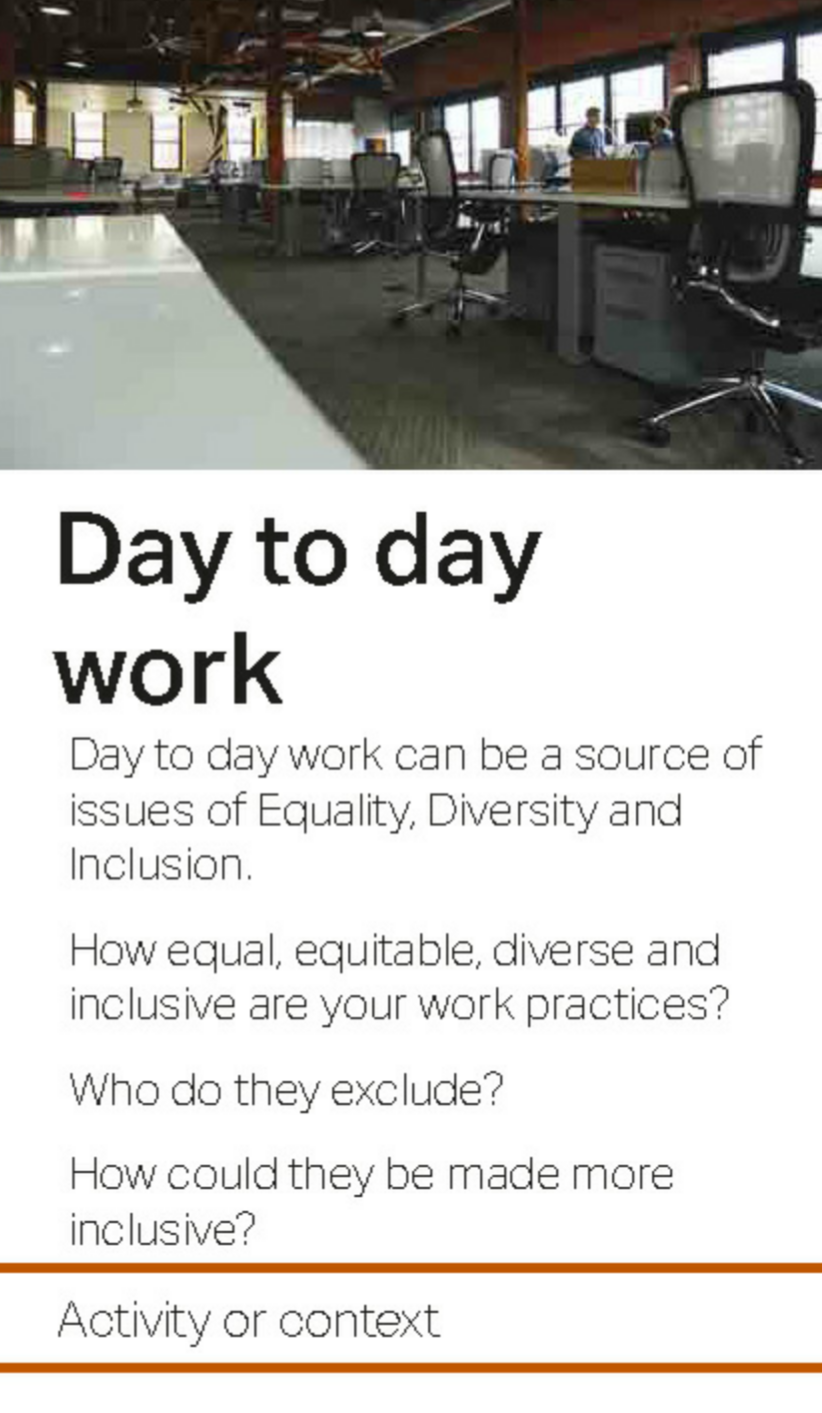 Day to day
work
Day to day work can be a source of
issues of Equality, Diversity and
Inclusion.
How equal, equitable, diverse and
inclusive are your work practices?
Who do they exclude?
How could they be made more
inclusive?
Activity or context